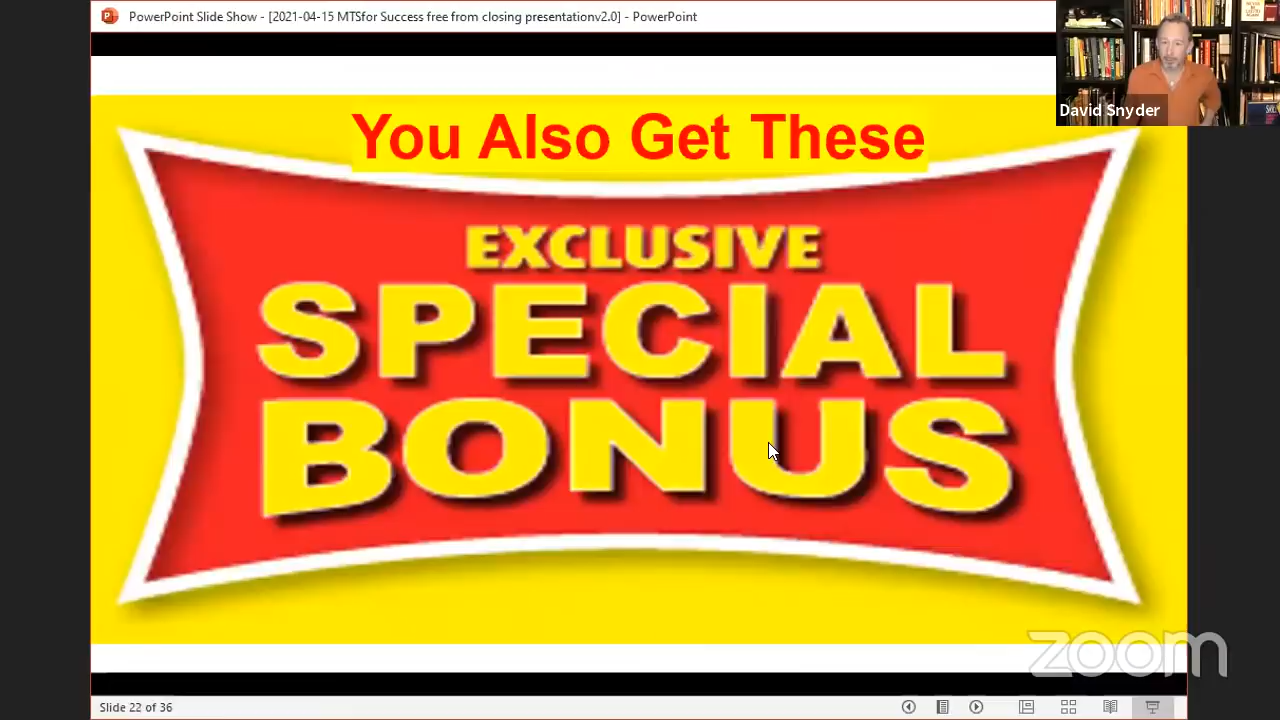 PowerPoint Slide Show - [2021-04-15 MTSfor Success free from closing presentationv2.0] - PowerPoint
David Snyder
You Also Get These
EXCLUSIVE
SPECIAL
BONUS
zoom
Slide 22 of 36